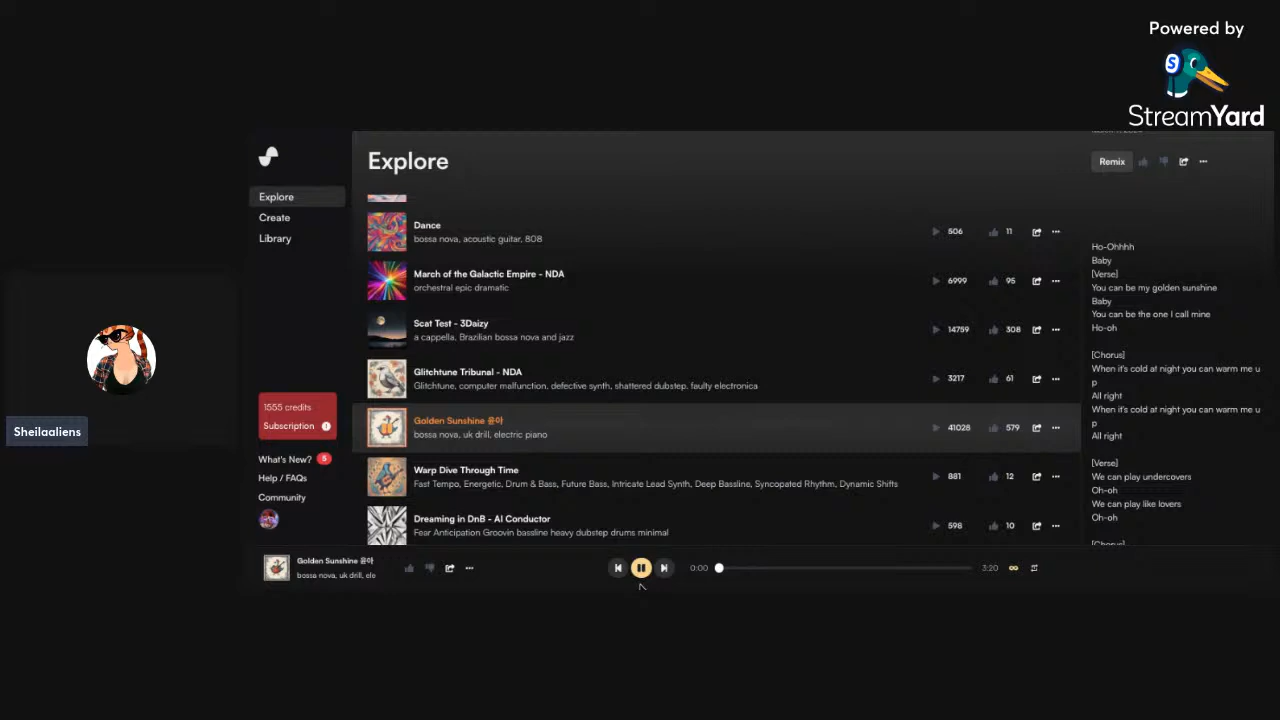 Powered by
StreamYard
Explore
Remix
Explore
Create
Library
Dance
bossa nova, acoustic guitar, 808
506
11
March of the Galactic Empire - NDA
orchestral epic dramatic
6999
95
Scat Test - 3Daizy
a cappella, Brazilian bossa nova and jazz
14759
308
Glitchtune Tribunal - NDA
Glitchtune, computer malfunction, defective synth, shattered dubstep, faulty electronica
3217
61
Golden Sunshine 윤아
bossa nova, uk drill, electric piano
41028
579
Warp Dive Through Time
Fast Tempo, Energetic, Drum & Bass, Future Bass, Intricate Lead Synth, Deep Bassline, Syncopated Rhythm, Dynamic Shifts
881
12
Dreaming in DnB - AI Conductor
Fear Anticipation Groovin bassline heavy dubstep drums minimal
598
10
Ho-Ohhhh
Baby
[Verse]
You can be my golden sunshine
Baby
You can be the one I call mine
Ho-oh
[Chorus]
When it's cold at night you can warm me u
p
All right
When it's cold at night you can warm me u
p
All right
[Verse]
We can play undercovers
Oh-oh
We can play like lovers
Oh-oh
[Chorus]
1555 credits
Subscription
What's New? 5
Help / FAQs
Community
Sheilaaliens
Golden Sunshine 윤아
bossa nova, uk drill, ele
0:00
3:20